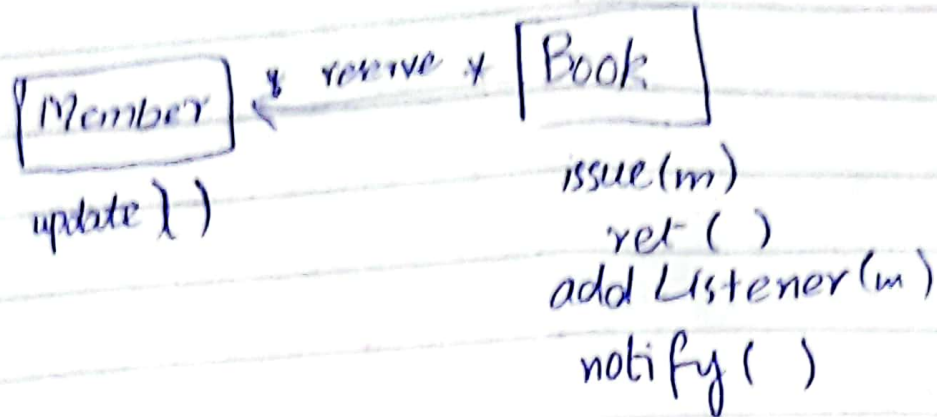 Member * reserve * Book
update()
issue(m)
ret ( )
add Listener(m)
notify ( )